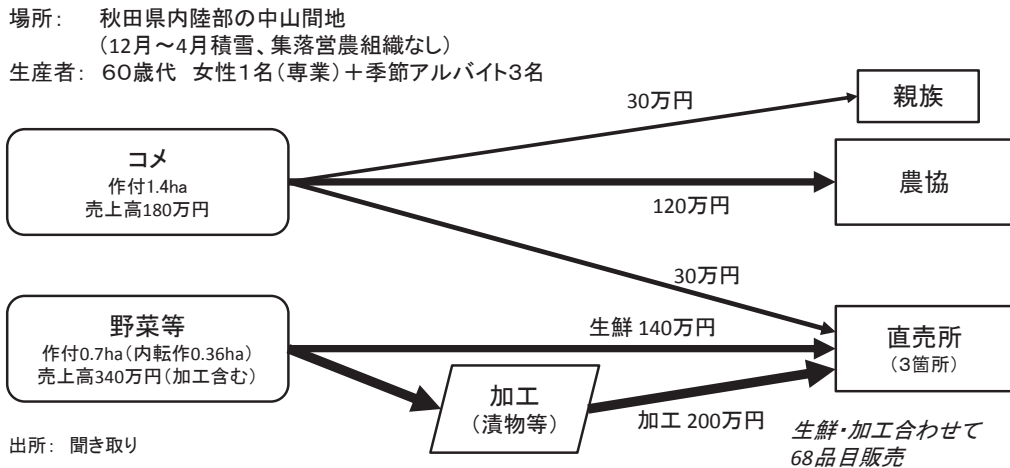 場所: 秋田県内陸部の中山間地
(12月～4月積雪、集落営農組織なし)
生産者: 60歳代 女性1名(専業)+季節アルバイト3名
30万円
親族
コメ
作付1.4ha
売上高180万円
120万円
農協
30万円
野菜等
作付0.7ha(内転作0.36ha)
売上高340万円(加工含む)
生鮮 140万円
直売所
(3箇所)
加工
(漬物等)
加工 200万円
生鮮・加工合わせて
68品目販売
出所: 聞き取り